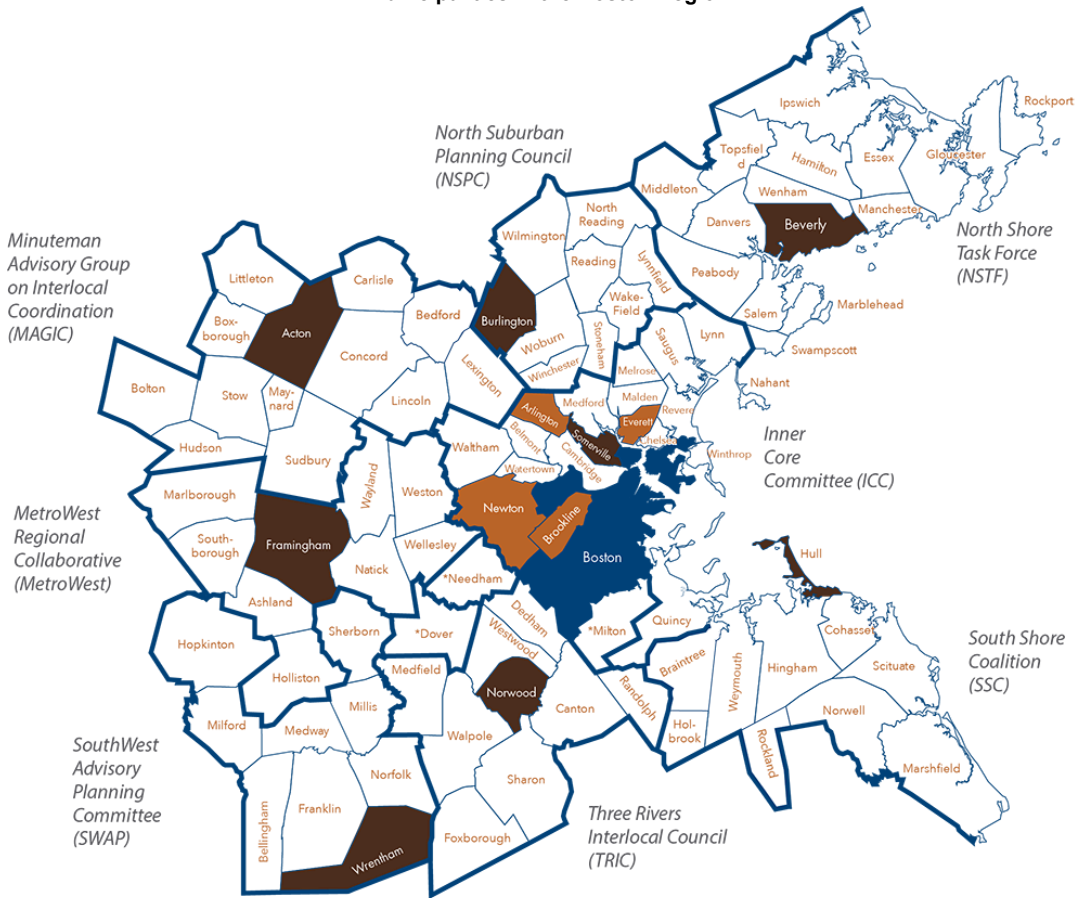 Ipswich
Rockport
North Suburban
Planning Council
(NSPC)
Topsfiel
d
Hamilton
Essex
Gloucester
Middleton
Wenham
Manchester
North
Reading
Danvers
Beverly
North Shore
Task Force
(NSTF)
Minuteman
Advisory Group
on Interlocal
Coordination
(MAGIC)
Wilmington
Reading
Lynnfield
Peabody
Littleton
Carlisle
Wake-
Field
Salem
Marblehead
Box-
borough
Acton
Bedford
Burlington
Woburn
Stoneham
Saugus
Lynn
Swampscott
Concord
Lexington
Winchester
Melrose
Nahant
Bolton
Stow
May-
nard
Lincoln
Arlington
Medford
Malden
Everett
Revere
Hudson
Sudbury
Waltham
Belmont
Somerville
Chelsea
Cambridge
Winthrop
Inner
Core
Committee (ICC)
Watertown
Marlborough
Wayland
Weston
Newton
Brookline
MetroWest
Regional
Collaborative
(MetroWest)
South-
borough
Framingham
Natick
Wellesley
Boston
Hull
*Needham
Ashland
Sherborn
*Dover
Dedham
Westwood
*Milton
Quincy
Cohasset
Hopkinton
Holliston
Medfield
Norwood
Canton
Randolph
Braintree
Weymouth
Hingham
Scituate
South Shore
Coalition
(SSC)
Milford
Medway
Millis
Walpole
Hol-
brook
Rockland
Norwell
Marshfield
SouthWest
Advisory
Planning
Committee
(SWAP)
Norfolk
Sharon
Bellingham
Franklin
Wrentham
Foxborough
Three Rivers
Interlocal Council
(TRIC)